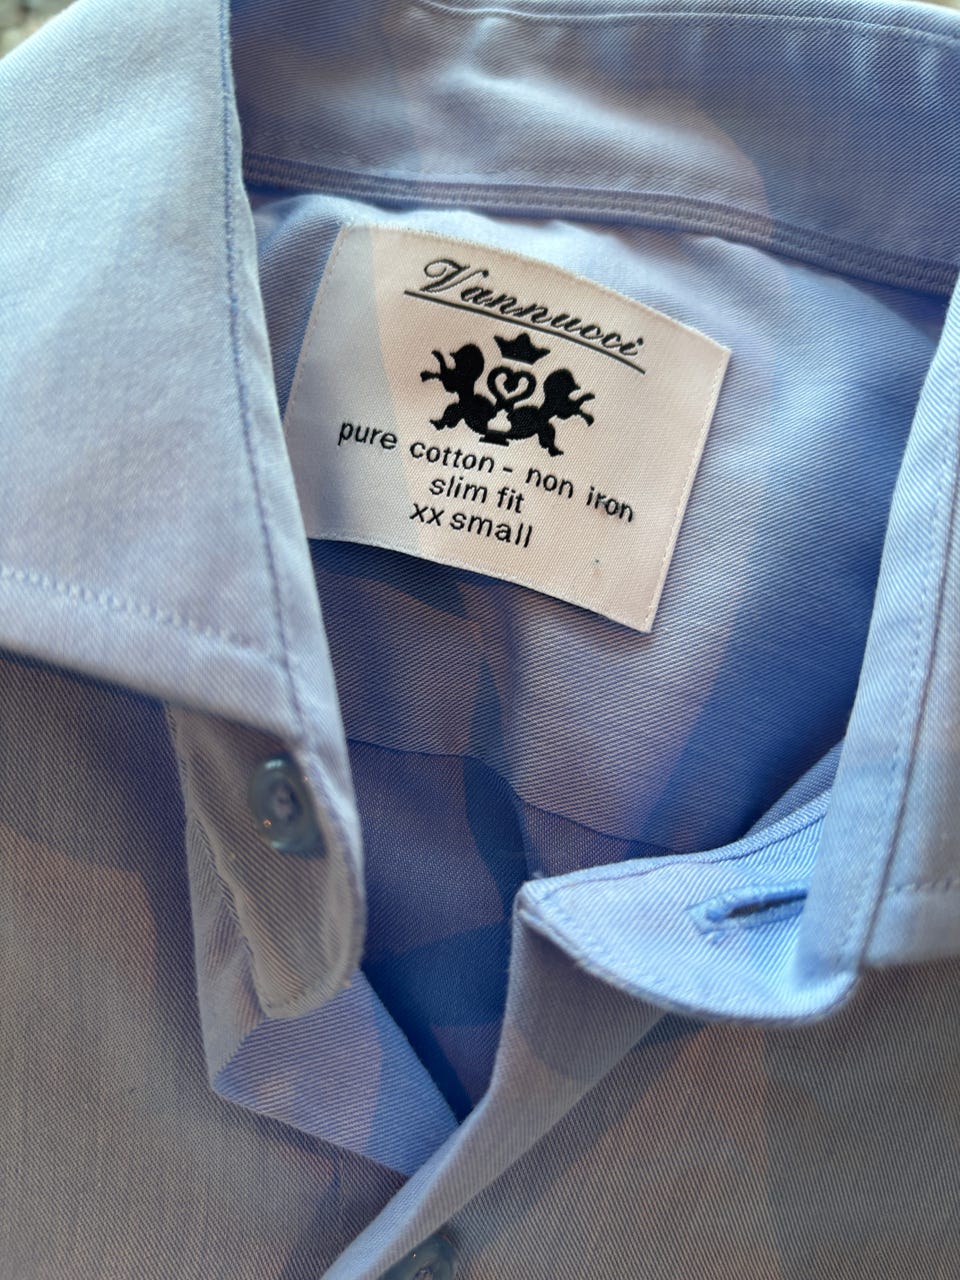 Vannucci
pure cotton - non iron
slim fit
xx small